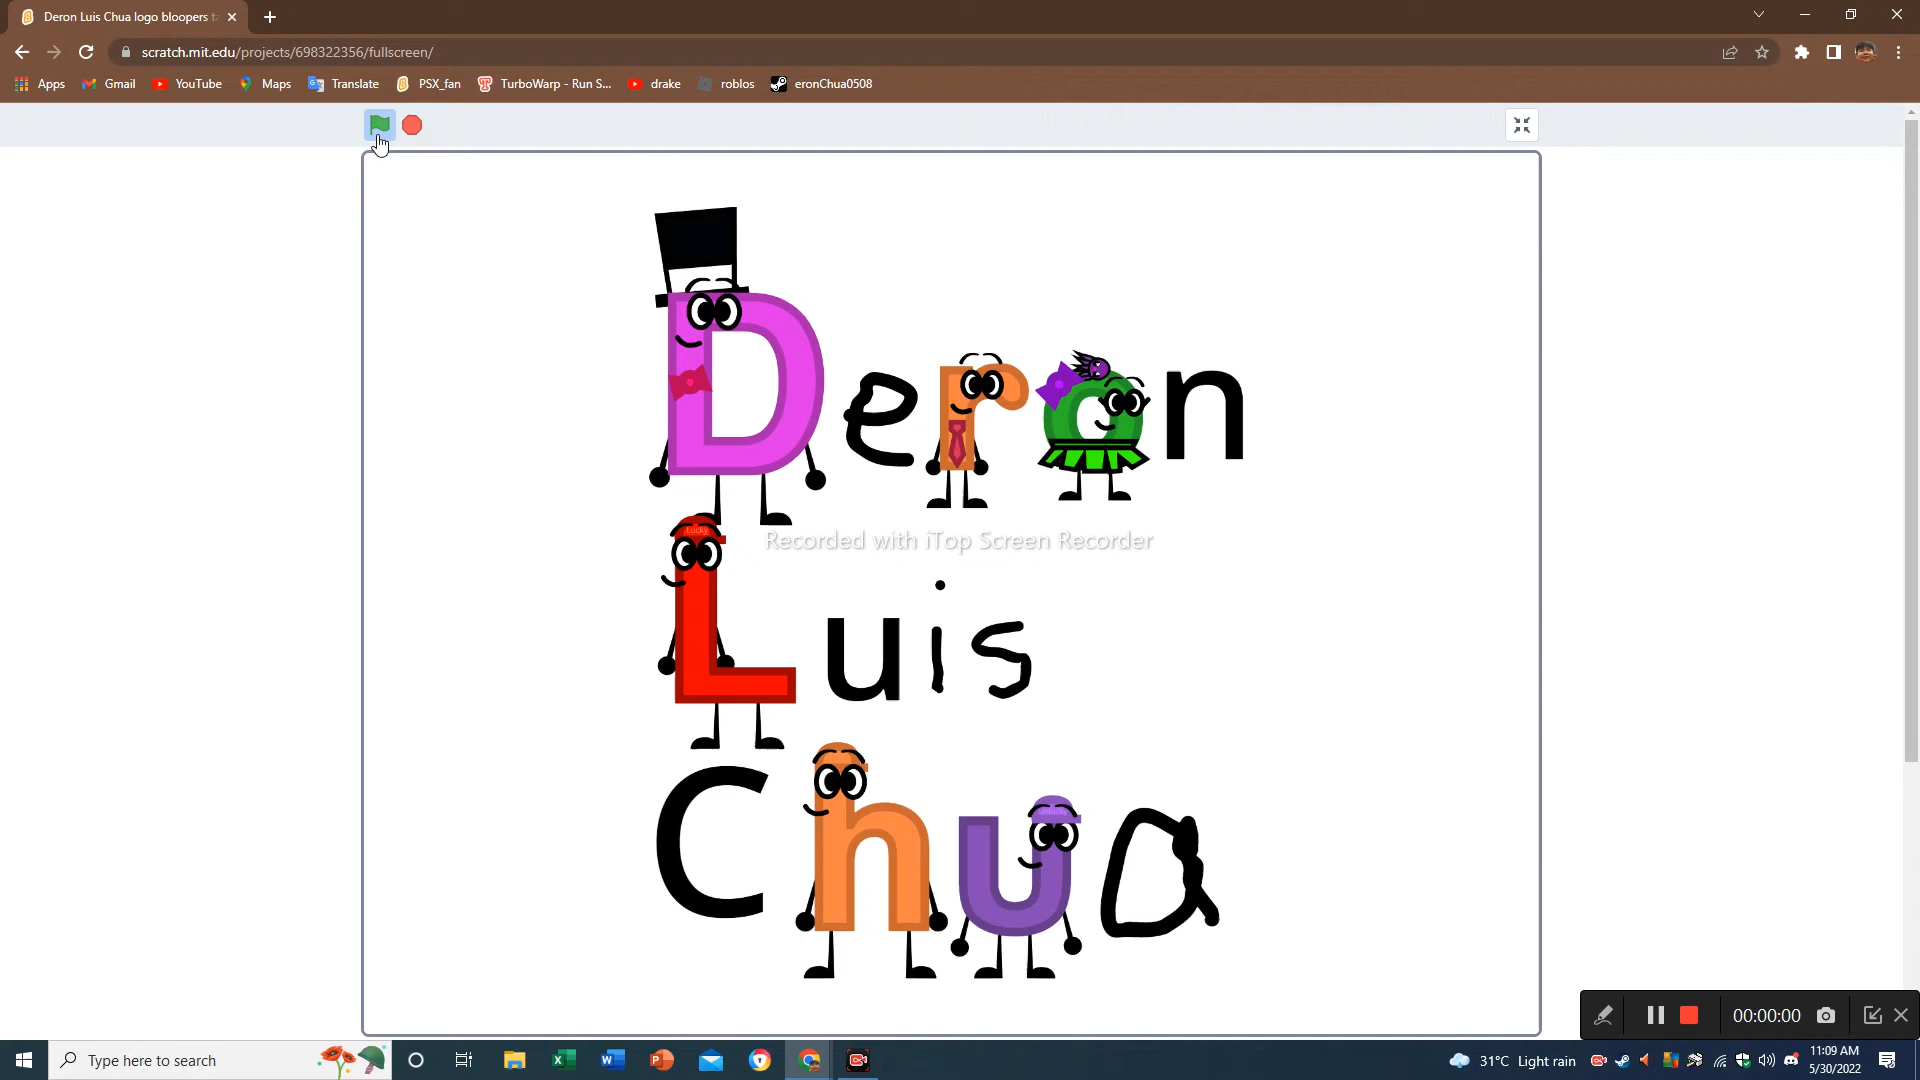 Deron Luis Chua logo bloopers ta
scratch.mit.edu/projects/698322356/fullscreen/
Apps Gmail YouTube Maps Translate PSX_fan TurboWarp - Run S... drake roblos eronChua0508
Deron
Lucky
Recorded with iTop Screen Recorder
Luis
Chua
00:00:00
Type here to search
31°C Light rain
11:09 AM
5/30/2022